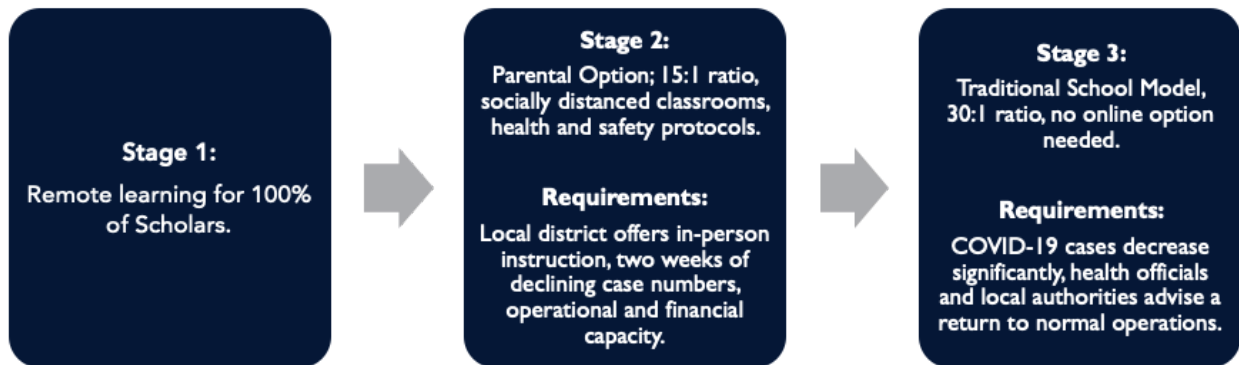 Stage 1:
Remote learning for 100%
of Scholars.
Stage 2:
Parental Option; 15:1 ratio,
socially distanced classrooms,
health and safety protocols.
Requirements:
Local district offers in-person
instruction, two weeks of
declining case numbers,
operational and financial
capacity.
Stage 3:
Traditional School Model,
30:1 ratio, no online option
needed.
Requirements:
COVID-19 cases decrease
significantly, health officials
and local authorities advise a
return to normal operations.